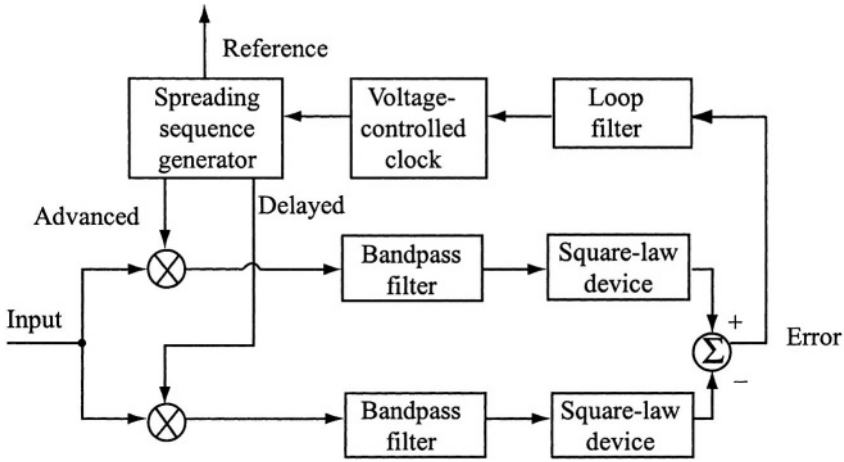 Reference
Spreading
sequence
generator
Voltage-
controlled
clock
Loop
filter
Advanced
Delayed
Bandpass
filter
Square-law
device
Input
+
Σ
Error
−
Bandpass
filter
Square-law
device